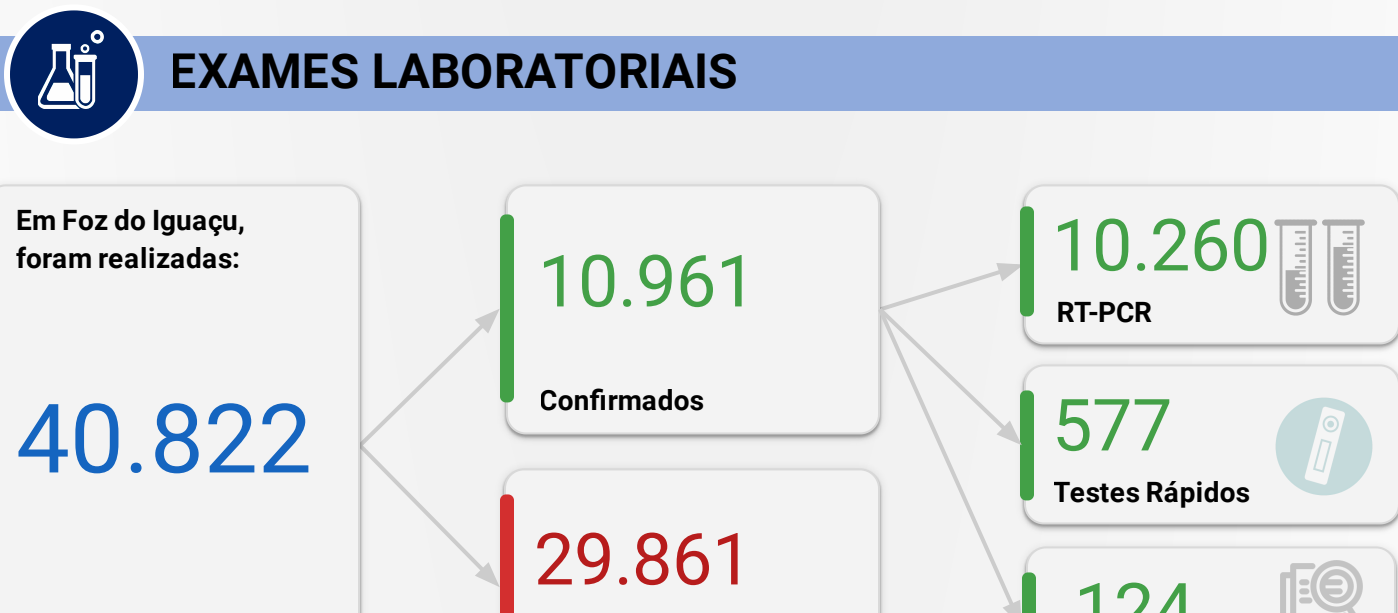 EXAMES LABORATORIAIS
Em Foz do Iguaçu,
foram realizadas:
40.822
10.961
Confirmados
29.861
10.260
RT-PCR
577
Testes Rápidos
124